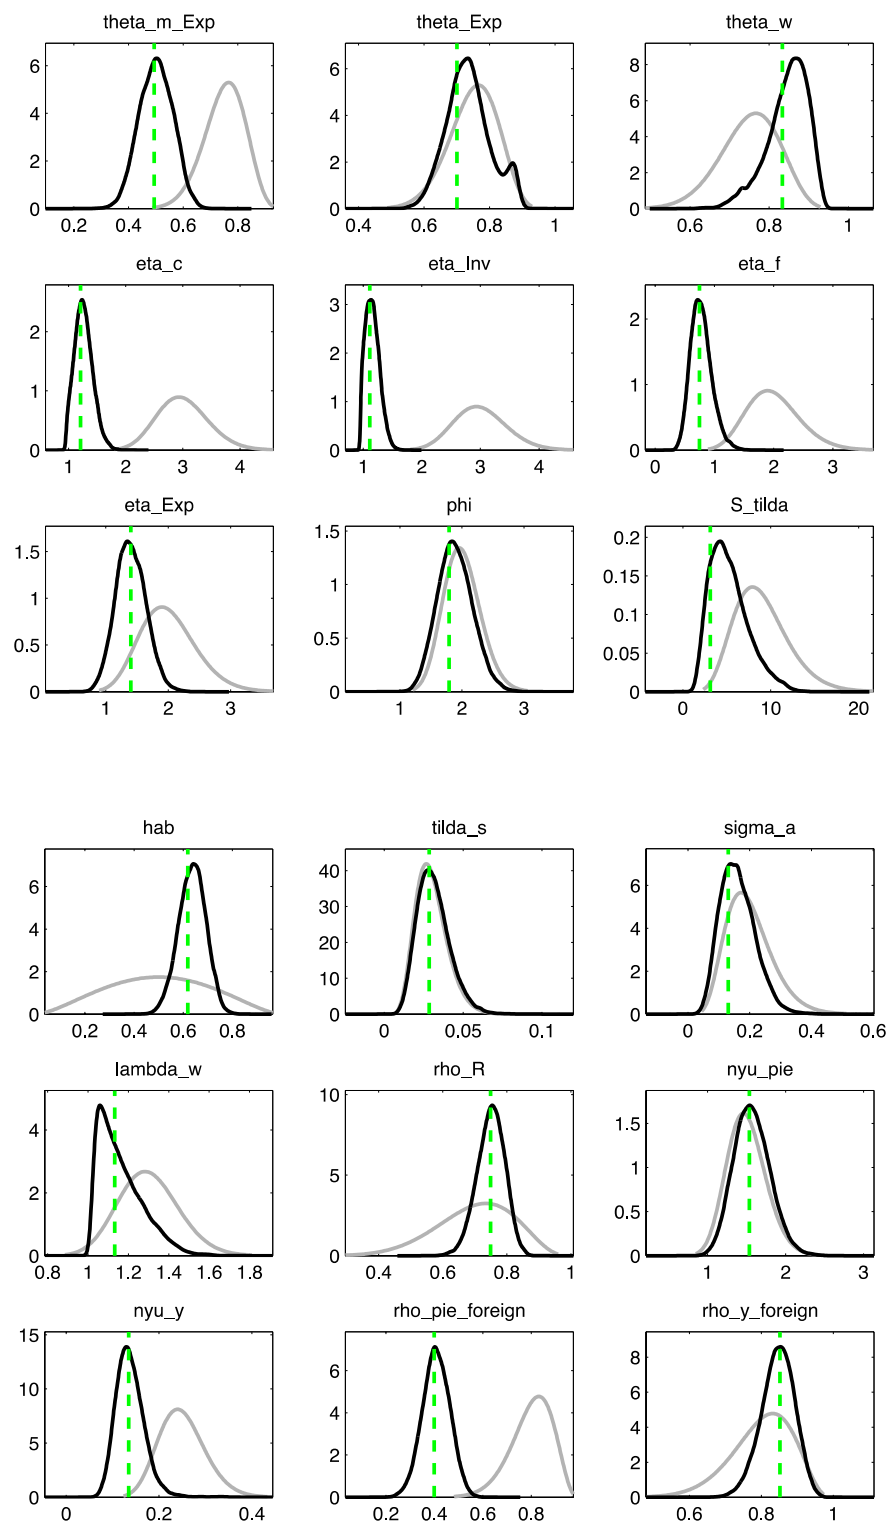 theta_m_Exp theta_Exp theta_w
6 4 2 0 6 4 2 0 8 6 4 2 0
0.2 0.4 0.6 0.8 0.4 0.6 0.8 1 0.6 0.8 1
eta_c eta_Inv eta_f
2 1 0 3 2 1 0 2 1 0
1 2 3 4 1 2 3 4 0 1 2 3
eta_Exp phi S_tilda
1.5 1 0.5 0 1.5 1 0.5 0 0.2 0.15 0.1 0.05 0
1 2 3 1 2 3 0 10 20
hab tilda_s sigma_a
6 4 2 0 40 30 20 10 0 6 4 2 0
0.2 0.4 0.6 0.8 0 0.05 0.1 0 0.2 0.4 0.6
lambda_w rho_R nyu_pie
4 2 0 10 5 0 1.5 1 0.5 0
0.8 1 1.2 1.4 1.6 1.8 0.4 0.6 0.8 1 1 2 3
nyu_y rho_pie_foreign rho_y_foreign
15 10 5 0 6 4 2 0 8 6 4 2 0
0 0.2 0.4 0.2 0.4 0.6 0.8 0.6 0.8 1